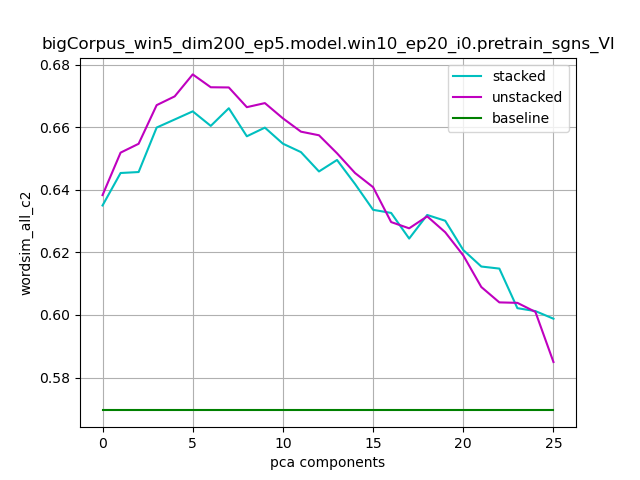 bigCorpus_win5_dim200_ep5.model.win10_ep20_i0.pretrain_sgns_VI
stacked
unstacked
baseline
0.68
0.66
0.64
0.62
0.60
0.58
wordsim_all_c2
0 5 10 15 20 25
pca components